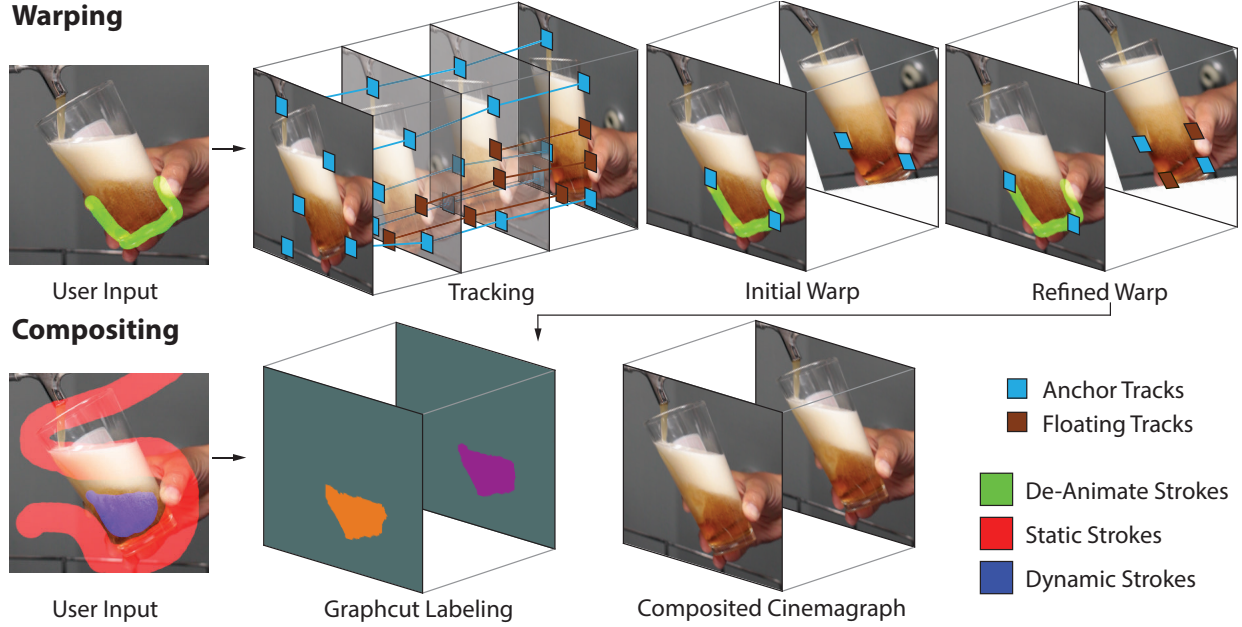 Warping
User Input
Tracking
Initial Warp
Refined Warp
Compositing
User Input
Graphcut Labeling
Composited Cinemagraph
Anchor Tracks
Floating Tracks
De-Animate Strokes
Static Strokes
Dynamic Strokes